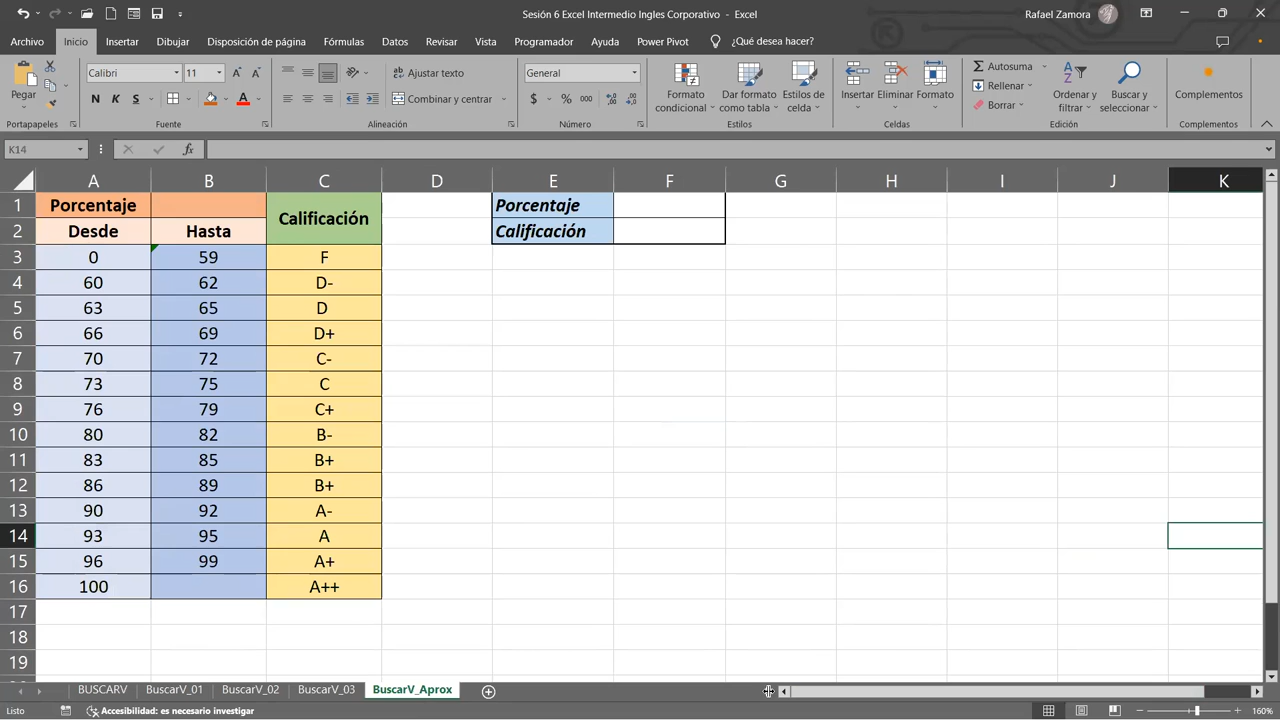 Sesión 6 Excel Intermedio Ingles Corporativo - Excel
Rafael Zamora
Archivo Inicio Insertar Dibujar Disposición de página Fórmulas Datos Revisar Vista Programador Ayuda Power Pivot ¿Qué desea hacer?
Pegar
Calibri 11
N K S
Ajustar texto
Combinar y centrar
General
$ % 000
Formato condicional
Dar formato como tabla
Estilos de celda
Insertar Eliminar Formato
Autosuma
Rellenar
Borrar
Ordenar y filtrar
Buscar y seleccionar
Complementos
Portapapeles Fuente Alineación Número Estilos Celdas Edición Complementos
K14 fx
A B C D E F G H I J K
1 Porcentaje Calificación Porcentaje
2 Desde Hasta Calificación
3 0 59 F
4 60 62 D-
5 63 65 D
6 66 69 D+
7 70 72 C-
8 73 75 C
9 76 79 C+
10 80 82 B-
11 83 85 B+
12 86 89 B+
13 90 92 A-
14 93 95 A
15 96 99 A+
16 100 A++
17
18
19
BUSCARV BuscarV_01 BuscarV_02 BuscarV_03 BuscarV_Aprox
Listo Accesibilidad: es necesario investigar 160%